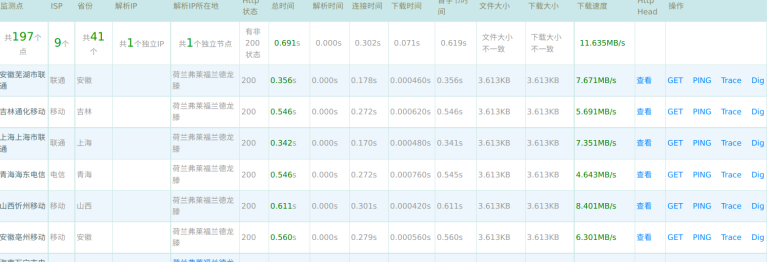 监测点 ISP 省份 解析IP 解析IP所在地 Http状态 总时间 解析时间 连接时间 下载时间 首字节时间 文件大小 下载大小 下载速度 Http Head 操作
共197个点 9个 共41个 共1个独立IP 共1个独立节点 有非200状态 0.691s 0.000s 0.302s 0.071s 0.619s 文件大小不一致 下载大小不一致 11.635MB/s
安徽芜湖市联通 联通 安徽 荷兰弗莱福兰德龙滕 200 0.356s 0.000s 0.178s 0.000460s 0.356s 3.613KB 3.613KB 7.671MB/s 查看 GET PING Trace Dig
吉林通化移动 移动 吉林 荷兰弗莱福兰德龙滕 200 0.546s 0.000s 0.272s 0.000620s 0.546s 3.613KB 3.613KB 5.691MB/s 查看 GET PING Trace Dig
上海上海市联通 联通 上海 荷兰弗莱福兰德龙滕 200 0.342s 0.000s 0.170s 0.000480s 0.341s 3.613KB 3.613KB 7.351MB/s 查看 GET PING Trace Dig
青海海东电信 电信 青海 荷兰弗莱福兰德龙滕 200 0.546s 0.000s 0.272s 0.000760s 0.545s 3.613KB 3.613KB 4.643MB/s 查看 GET PING Trace Dig
山西忻州移动 移动 山西 荷兰弗莱福兰德龙滕 200 0.611s 0.000s 0.301s 0.000420s 0.611s 3.613KB 3.613KB 8.401MB/s 查看 GET PING Trace Dig
安徽亳州移动 移动 安徽 荷兰弗莱福兰德龙滕 200 0.560s 0.000s 0.279s 0.000560s 0.560s 3.613KB 3.613KB 6.301MB/s 查看 GET PING Trace Dig
荷兰弗莱福兰德龙